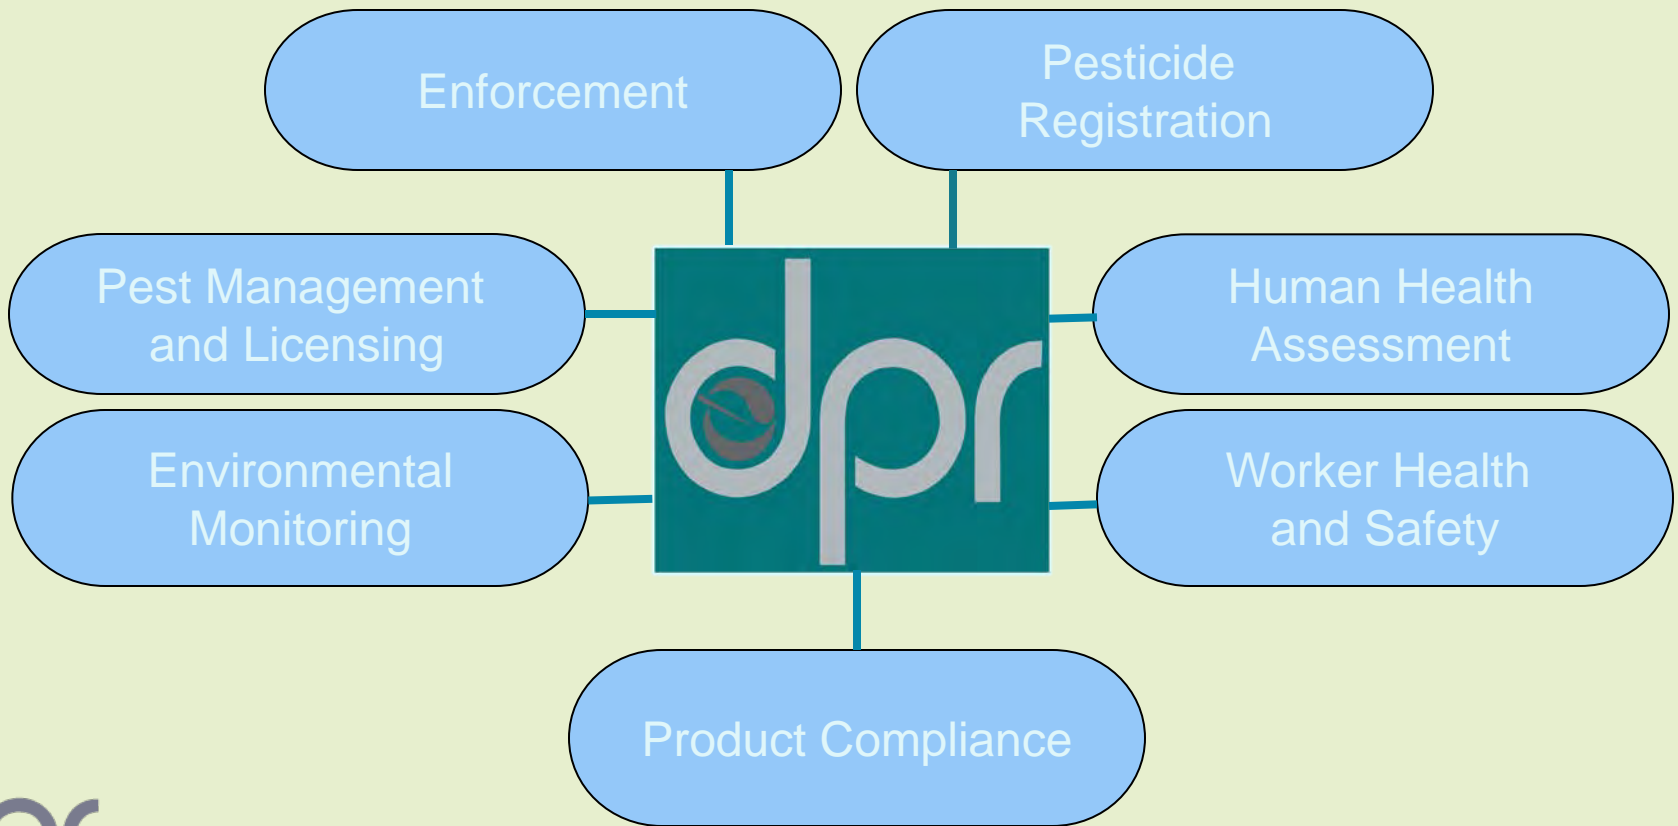 Enforcement
Pesticide
Registration
Pest Management
and Licensing
dpr
Human Health
Assessment
Environmental
Monitoring
Worker Health
and Safety
Product Compliance